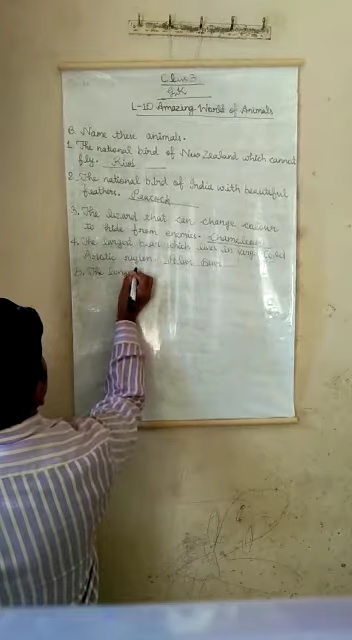 Class 3
GK
L-10 Amazing World of Animals
B. Name these animals.
1. The national bird of New Zealand which cannot
fly. Kiwi
2. The national bird of India with beautiful
feathers. Peacock
3. The lizard that can change colour
to hide from enemies. Chameleon
4. The largest bear which lives in very cold
region. Polar bear
5. The